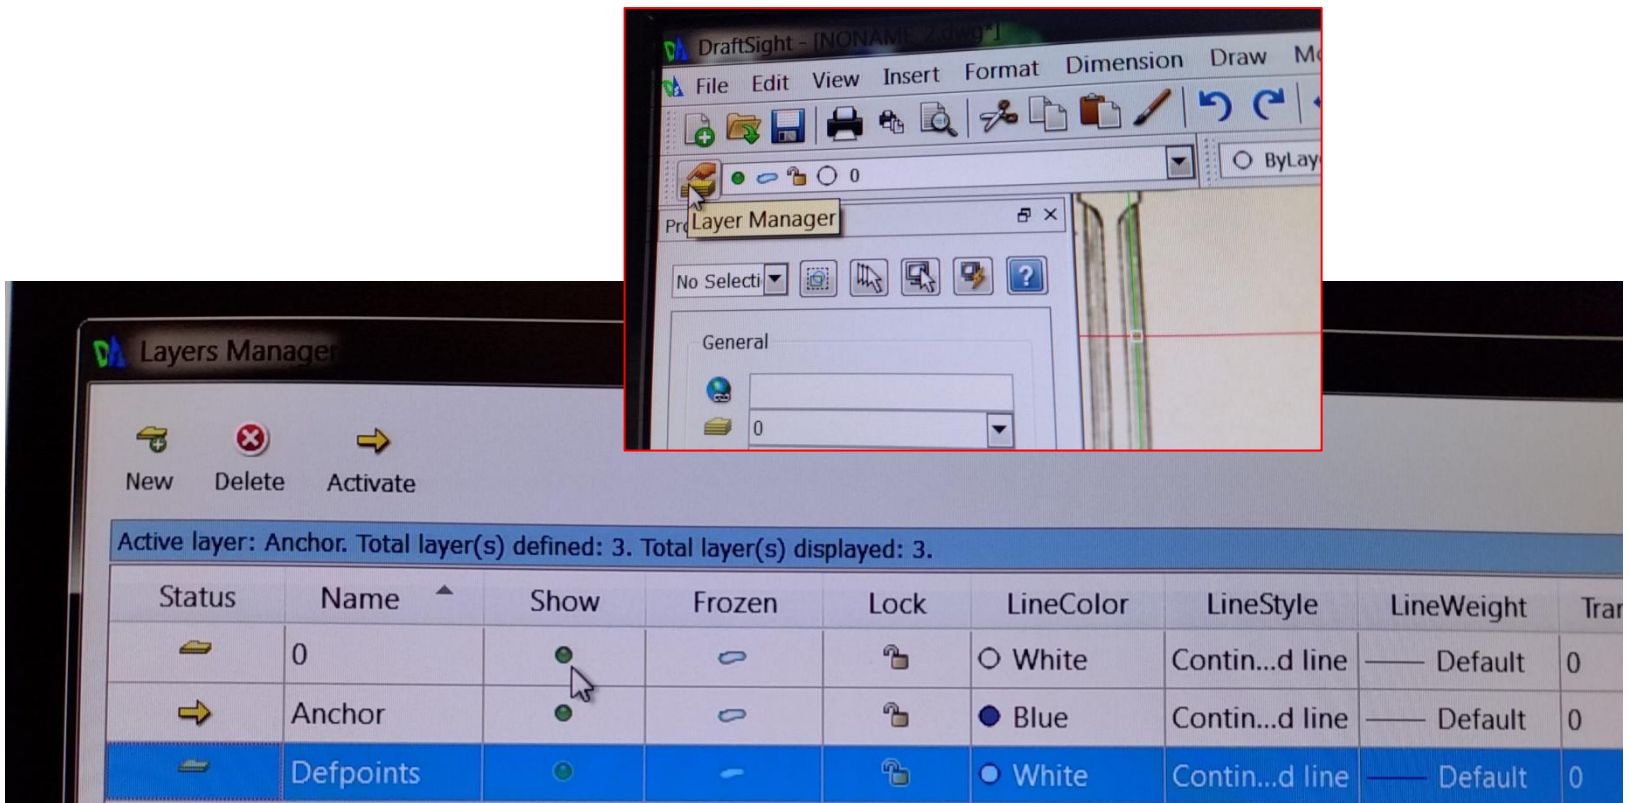 DraftSight - [NONAME_2.dwg*]
File Edit View Insert Format Dimension Draw
0 ByLay
Layer Manager
No Selecti
General
0
Layers Manager
New Delete Activate
Active layer: Anchor. Total layer(s) defined: 3. Total layer(s) displayed: 3.
Status Name Show Frozen Lock LineColor LineStyle LineWeight Tran
0 White Contin...d line Default 0
Anchor Blue Contin...d line Default 0
Defpoints White Contin...d line Default 0